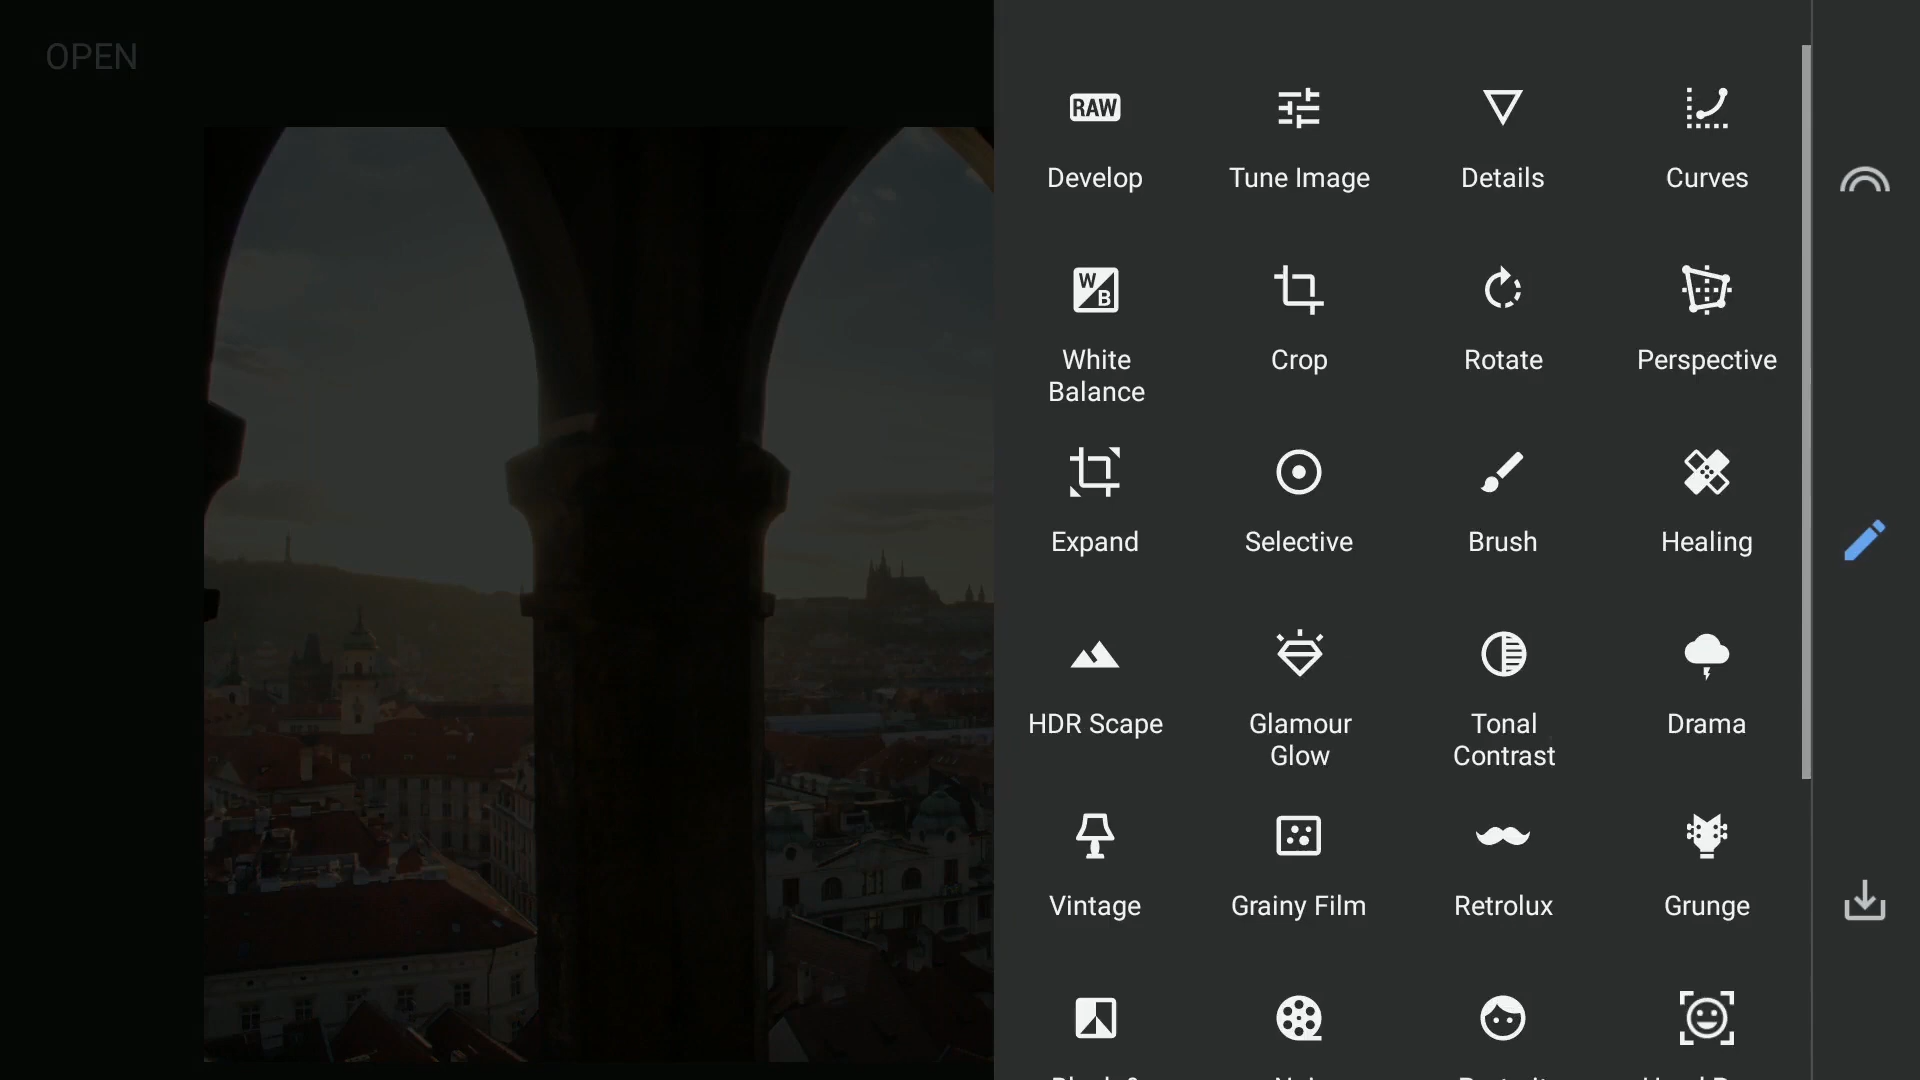 OPEN
RAW
Develop
Tune Image
Details
Curves
W
B
White
Balance
Crop
Rotate
Perspective
Expand
Selective
Brush
Healing
HDR Scape
Glamour
Glow
Tonal
Contrast
Drama
Vintage
Grainy Film
Retrolux
Grunge